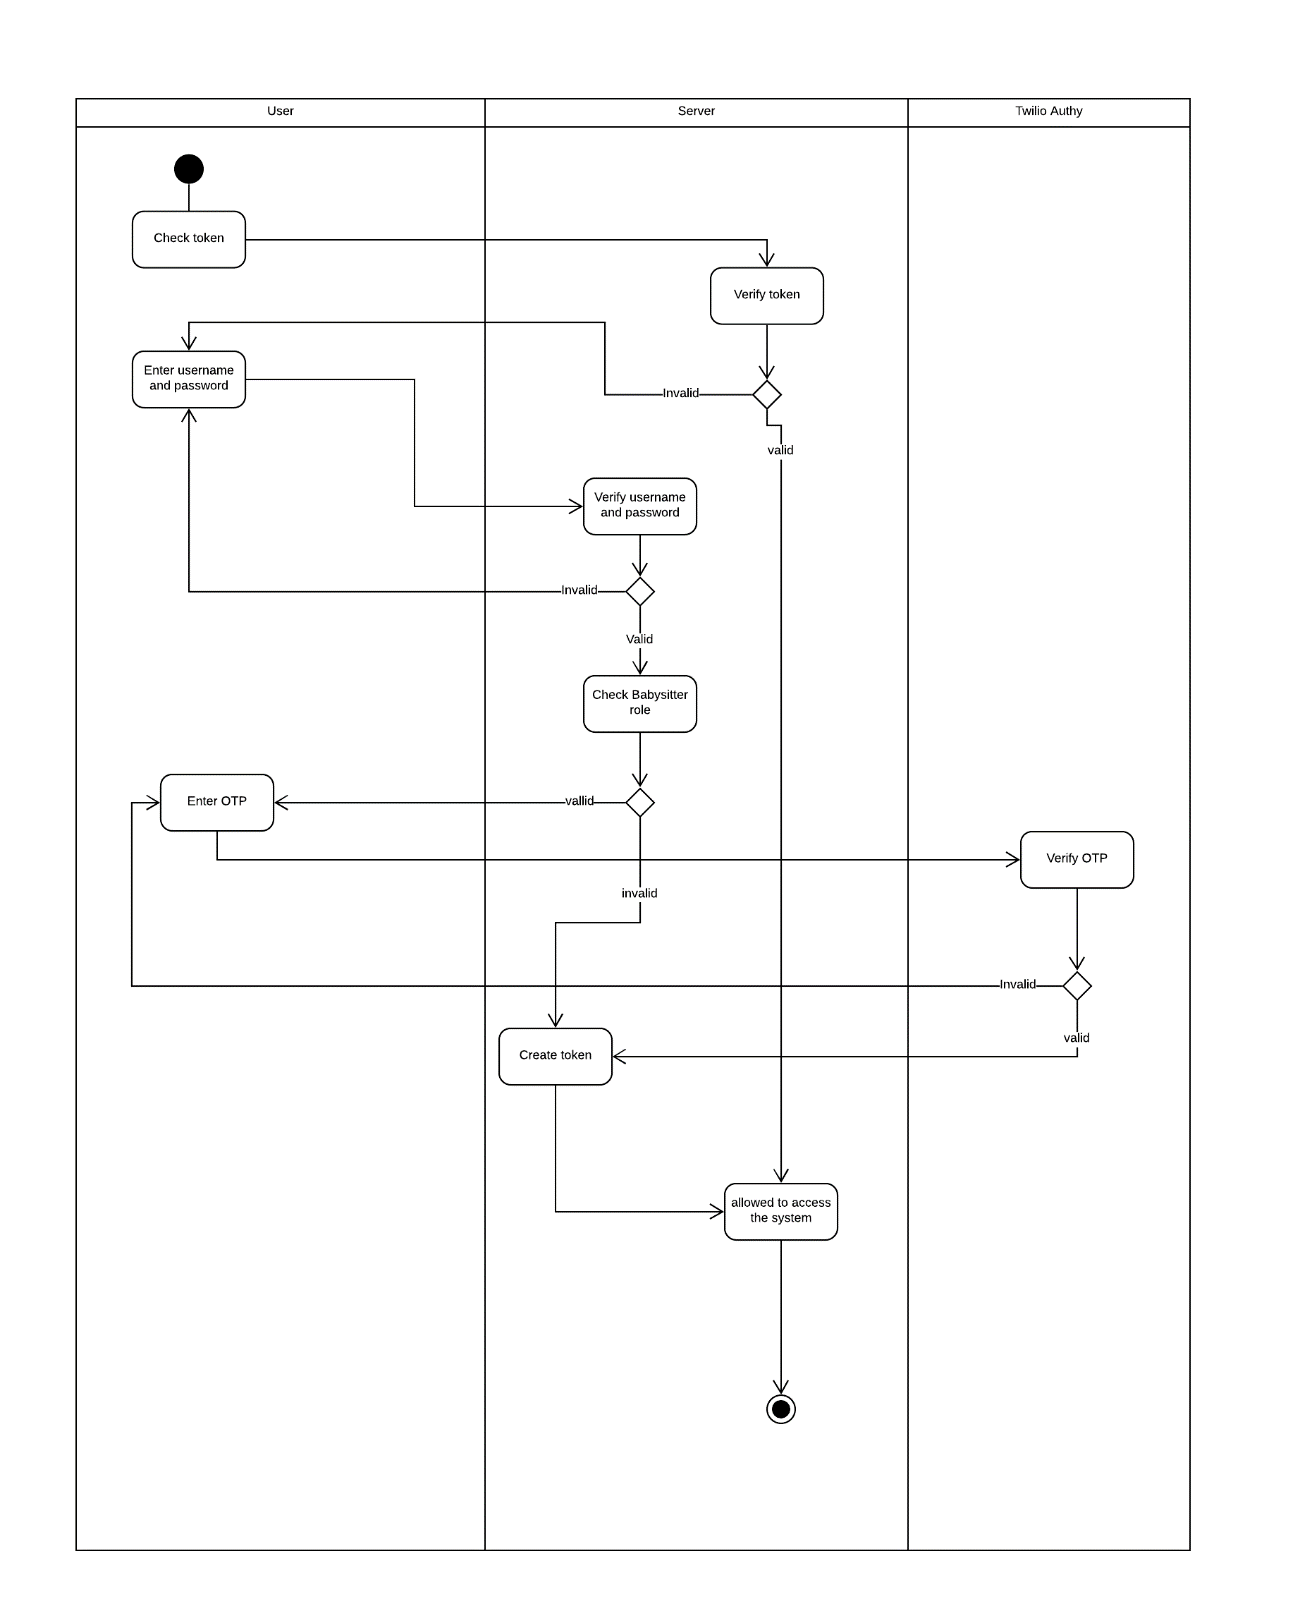 User
Server
Twilio Authy
Check token
Verify token
Enter username
and password
Invalid
valid
Verify username
and password
Invalid
Valid
Check Babysitter
role
Enter OTP
vallid
Verify OTP
invalid
Invalid
valid
Create token
allowed to access
the system